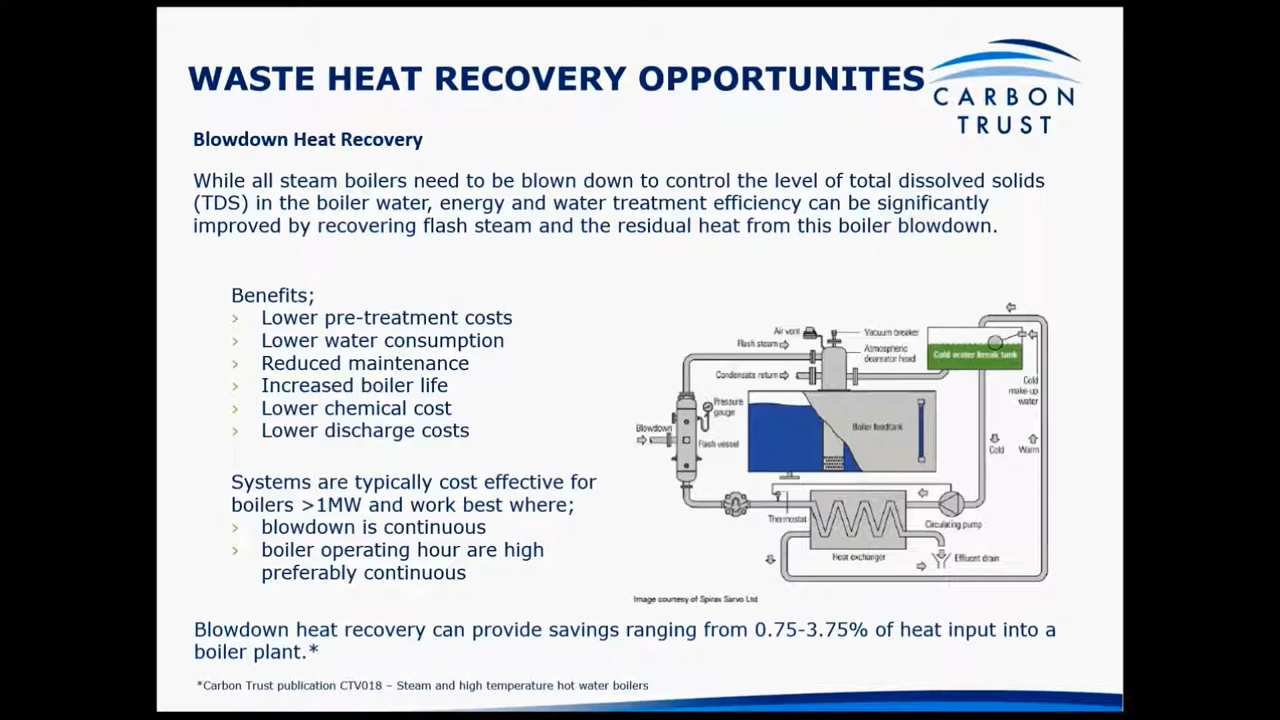 WASTE HEAT RECOVERY OPPORTUNITES
CARBON
TRUST
Blowdown Heat Recovery
While all steam boilers need to be blown down to control the level of total dissolved solids
(TDS) in the boiler water, energy and water treatment efficiency can be significantly
improved by recovering flash steam and the residual heat from this boiler blowdown.
Benefits;
› Lower pre-treatment costs
› Lower water consumption
› Reduced maintenance
› Increased boiler life
› Lower chemical cost
› Lower discharge costs
Systems are typically cost effective for
boilers >1MW and work best where;
› blowdown is continuous
› boiler operating hour are high
preferably continuous
Air vent
Vacuum breaker
Flash steam
Atmospheric
deaerator head
Cold water break tank
Condensate return
Cold
make-up
water
Pressure
gauge
Boiler feedtank
Blowdown
Flash vessel
Cold
Warm
Thermostat
Circulating pump
Heat exchanger
Effluent drain
Image courtesy of Spirax Sarvo Ltd
Blowdown heat recovery can provide savings ranging from 0.75-3.75% of heat input into a
boiler plant.*
*Carbon Trust publication CTV018 – Steam and high temperature hot water boilers